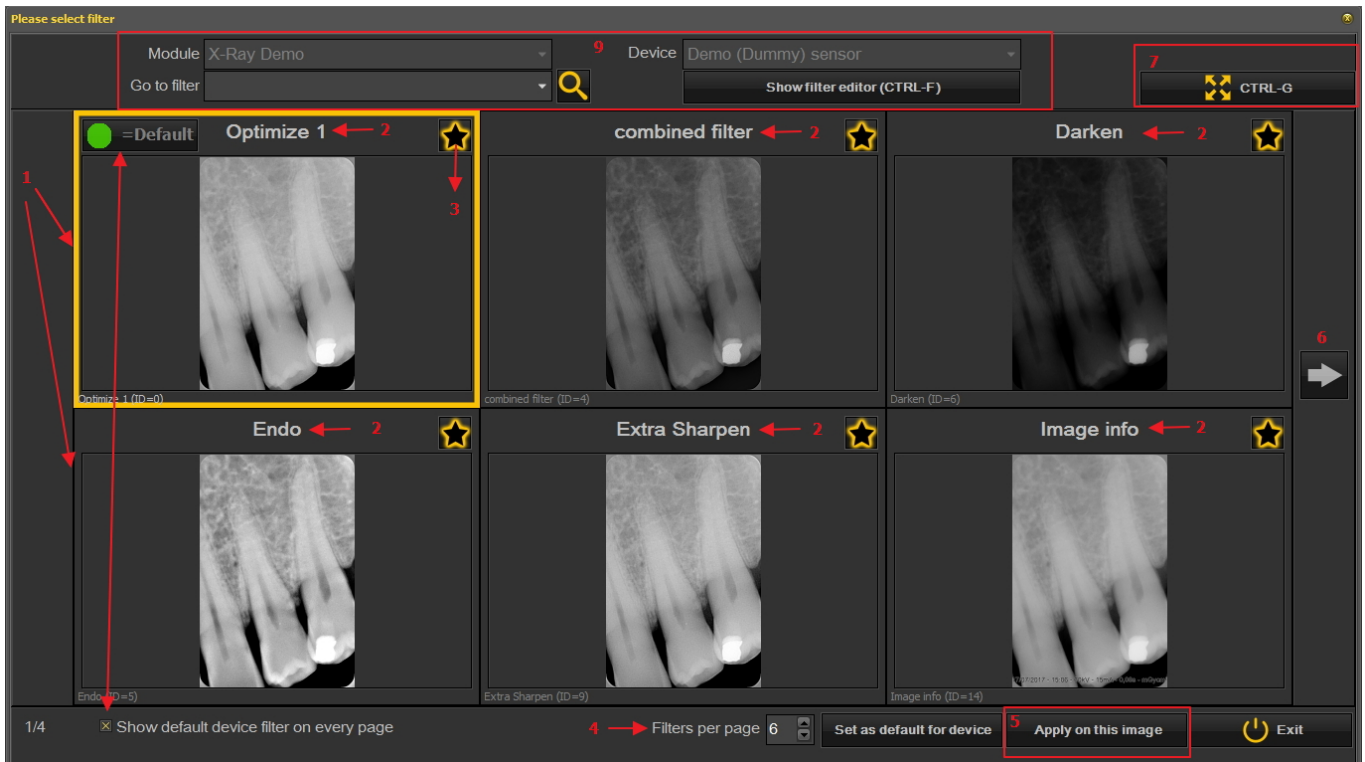 Please select filter
Module X-Ray Demo 9 Device Demo (Dummy) sensor 7
Go to filter Show filter editor (CTRL-F) CTRL-G
=Default Optimize 1 2 combined filter 2 Darken 2
1 3
6
Optimize 1 (ID=0) combined filter (ID=4) Darken (ID=6)
Endo 2 Extra Sharpen 2 Image info 2
Endo (ID=5) Extra Sharpen (ID=9) Image info (ID=14)
1/4 Show default device filter on every page 4 Filters per page 6 Set as default for device 5 Apply on this image Exit